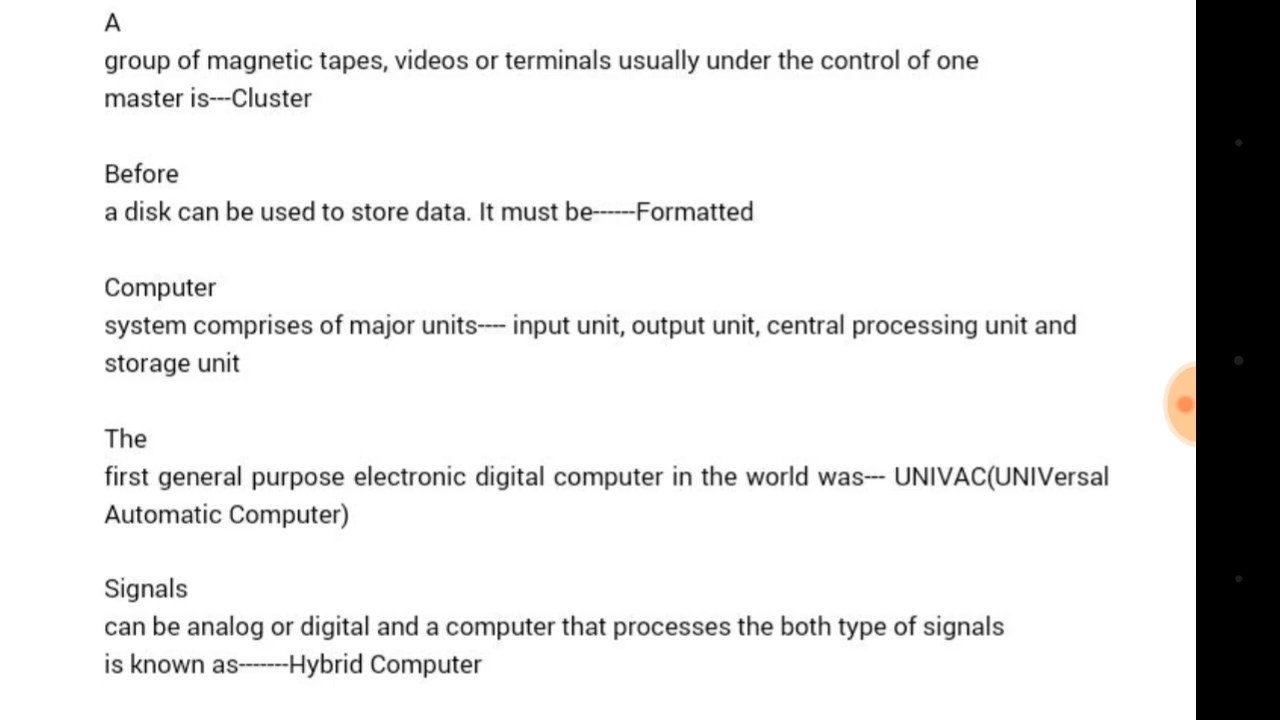 A
group of magnetic tapes, videos or terminals usually under the control of one
master is---Cluster
Before
a disk can be used to store data. It must be------Formatted
Computer
system comprises of major units---- input unit, output unit, central processing unit and
storage unit
The
first general purpose electronic digital computer in the world was--- UNIVAC(UNIVersal
Automatic Computer)
Signals
can be analog or digital and a computer that processes the both type of signals
is known as-------Hybrid Computer